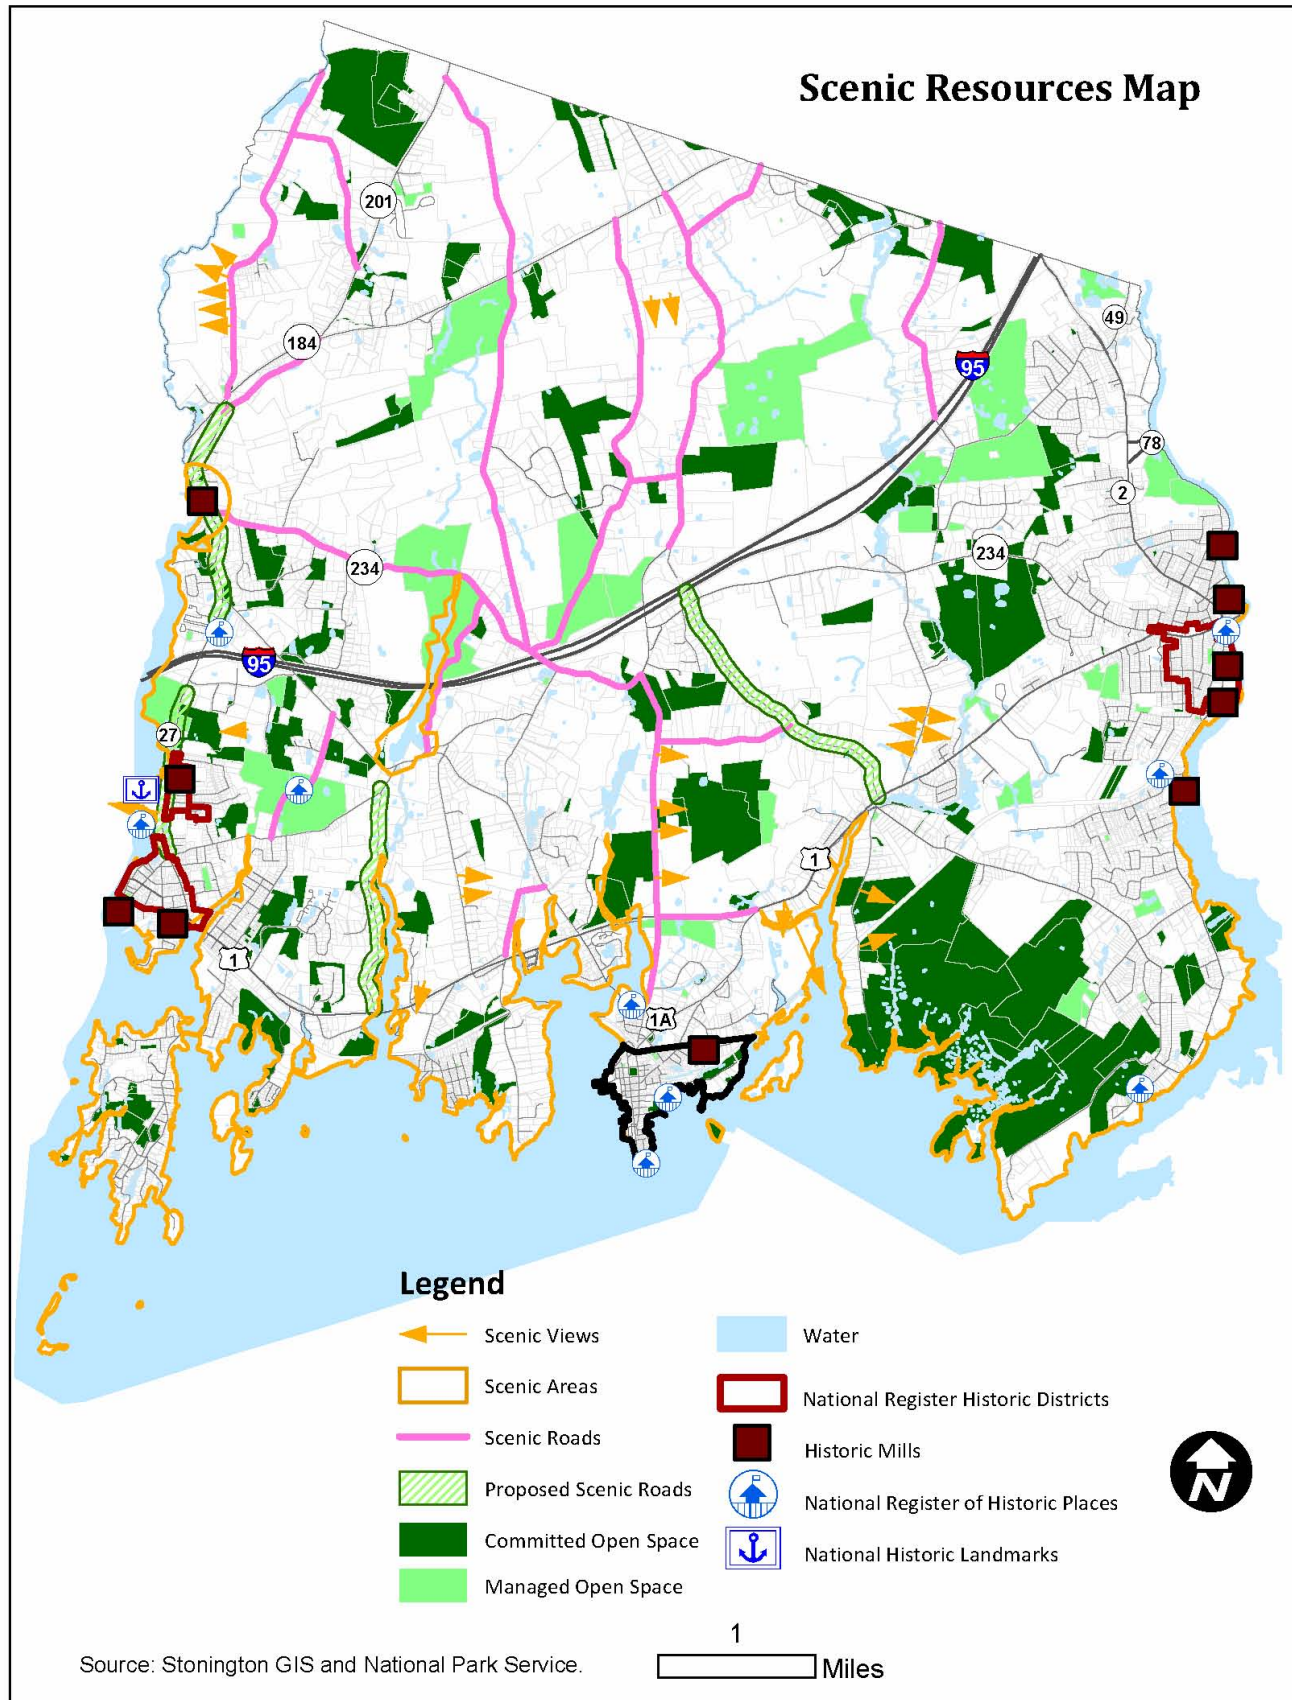 Scenic Resources Map
201
49
184
95
78
2
234
234
95
27
1
1
1A
Legend
Scenic Views
Water
Scenic Areas
National Register Historic Districts
Scenic Roads
Historic Mills
Proposed Scenic Roads
National Register of Historic Places
Committed Open Space
National Historic Landmarks
Managed Open Space
N
1
Source: Stonington GIS and National Park Service.
Miles